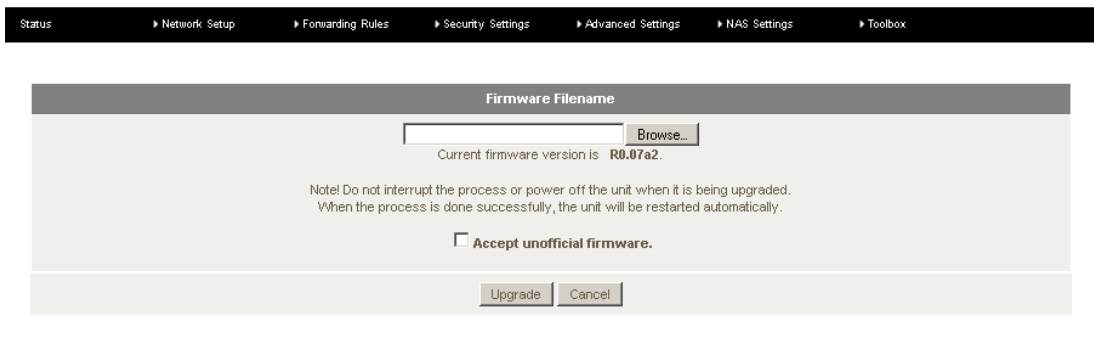 Status Network Setup Forwarding Rules Security Settings Advanced Settings NAS Settings Toolbox
Firmware Filename
Browse...
Current firmware version is R0.07a2.
Note! Do not interrupt the process or power off the unit when it is being upgraded.
When the process is done successfully, the unit will be restarted automatically.
Accept unofficial firmware.
Upgrade Cancel